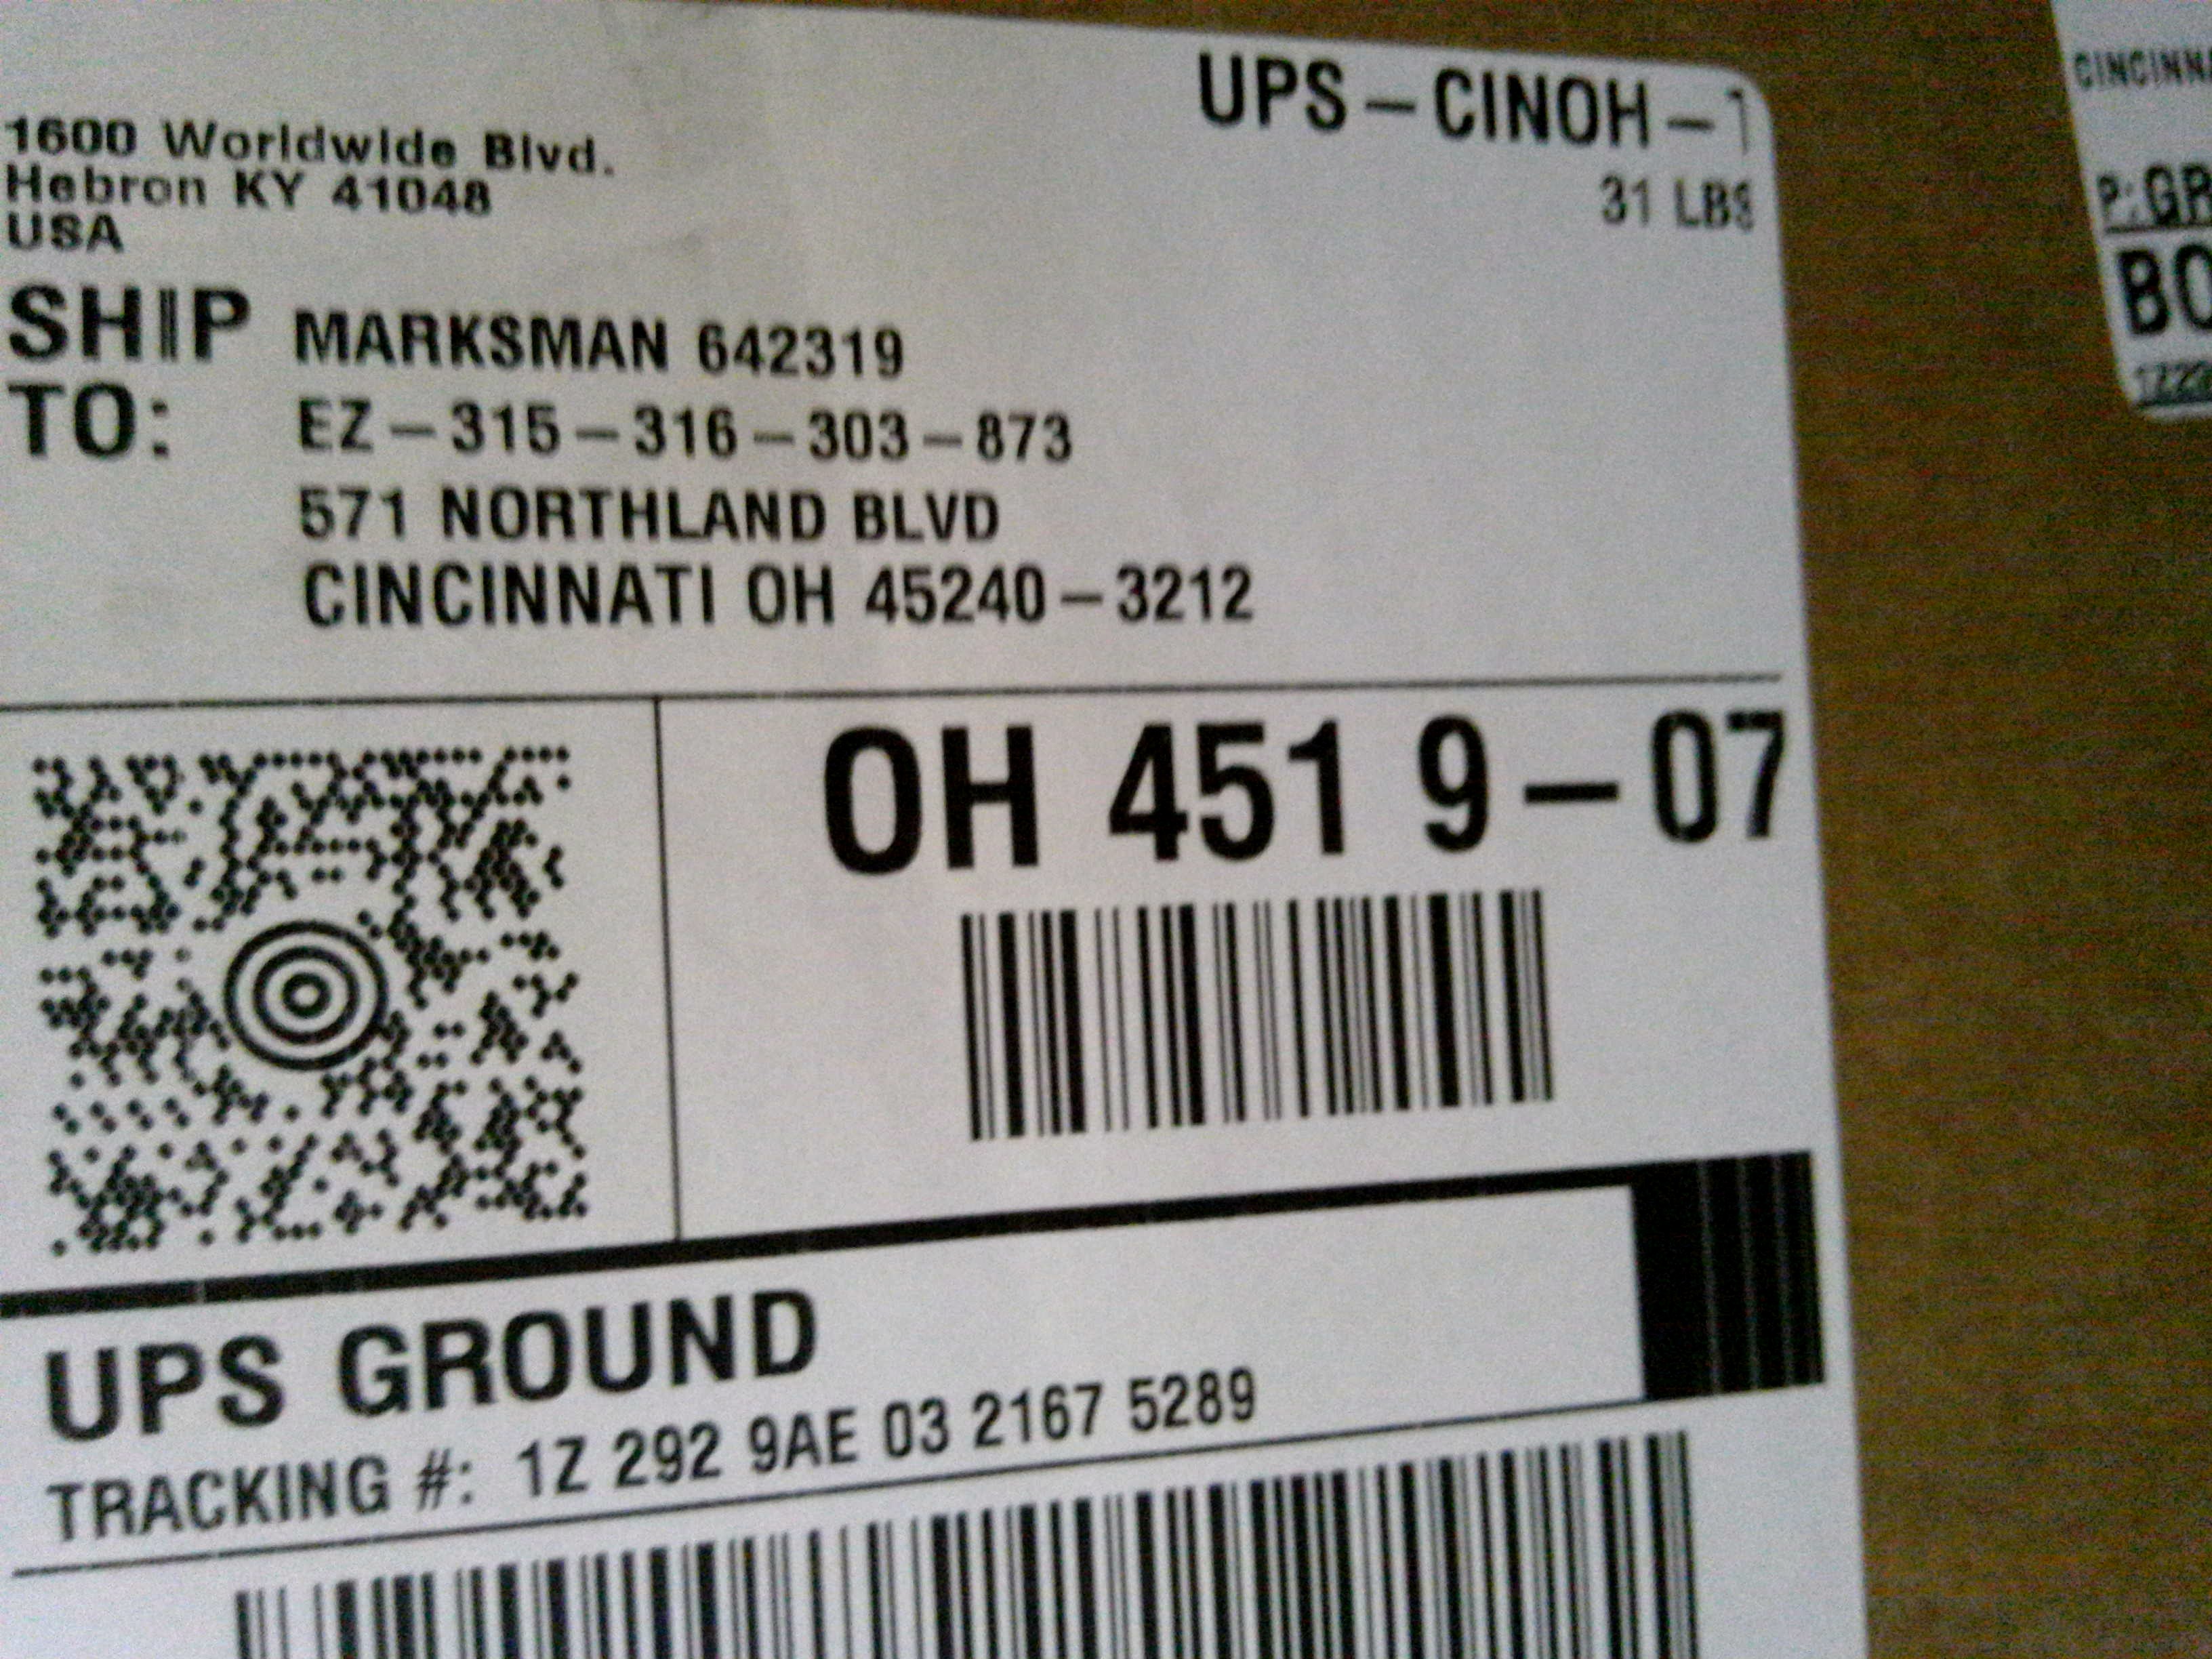 UPS-CINOH-1
31 LBS
1600 Worldwide Blvd.
Hebron KY 41048
USA
SHIP TO:
MARKSMAN 642319
EZ-315-316-303-873
571 NORTHLAND BLVD
CINCINNATI OH 45240-3212
OH 451 9-07
UPS GROUND
TRACKING #: 1Z 292 9AE 03 2167 5289
P:
BO